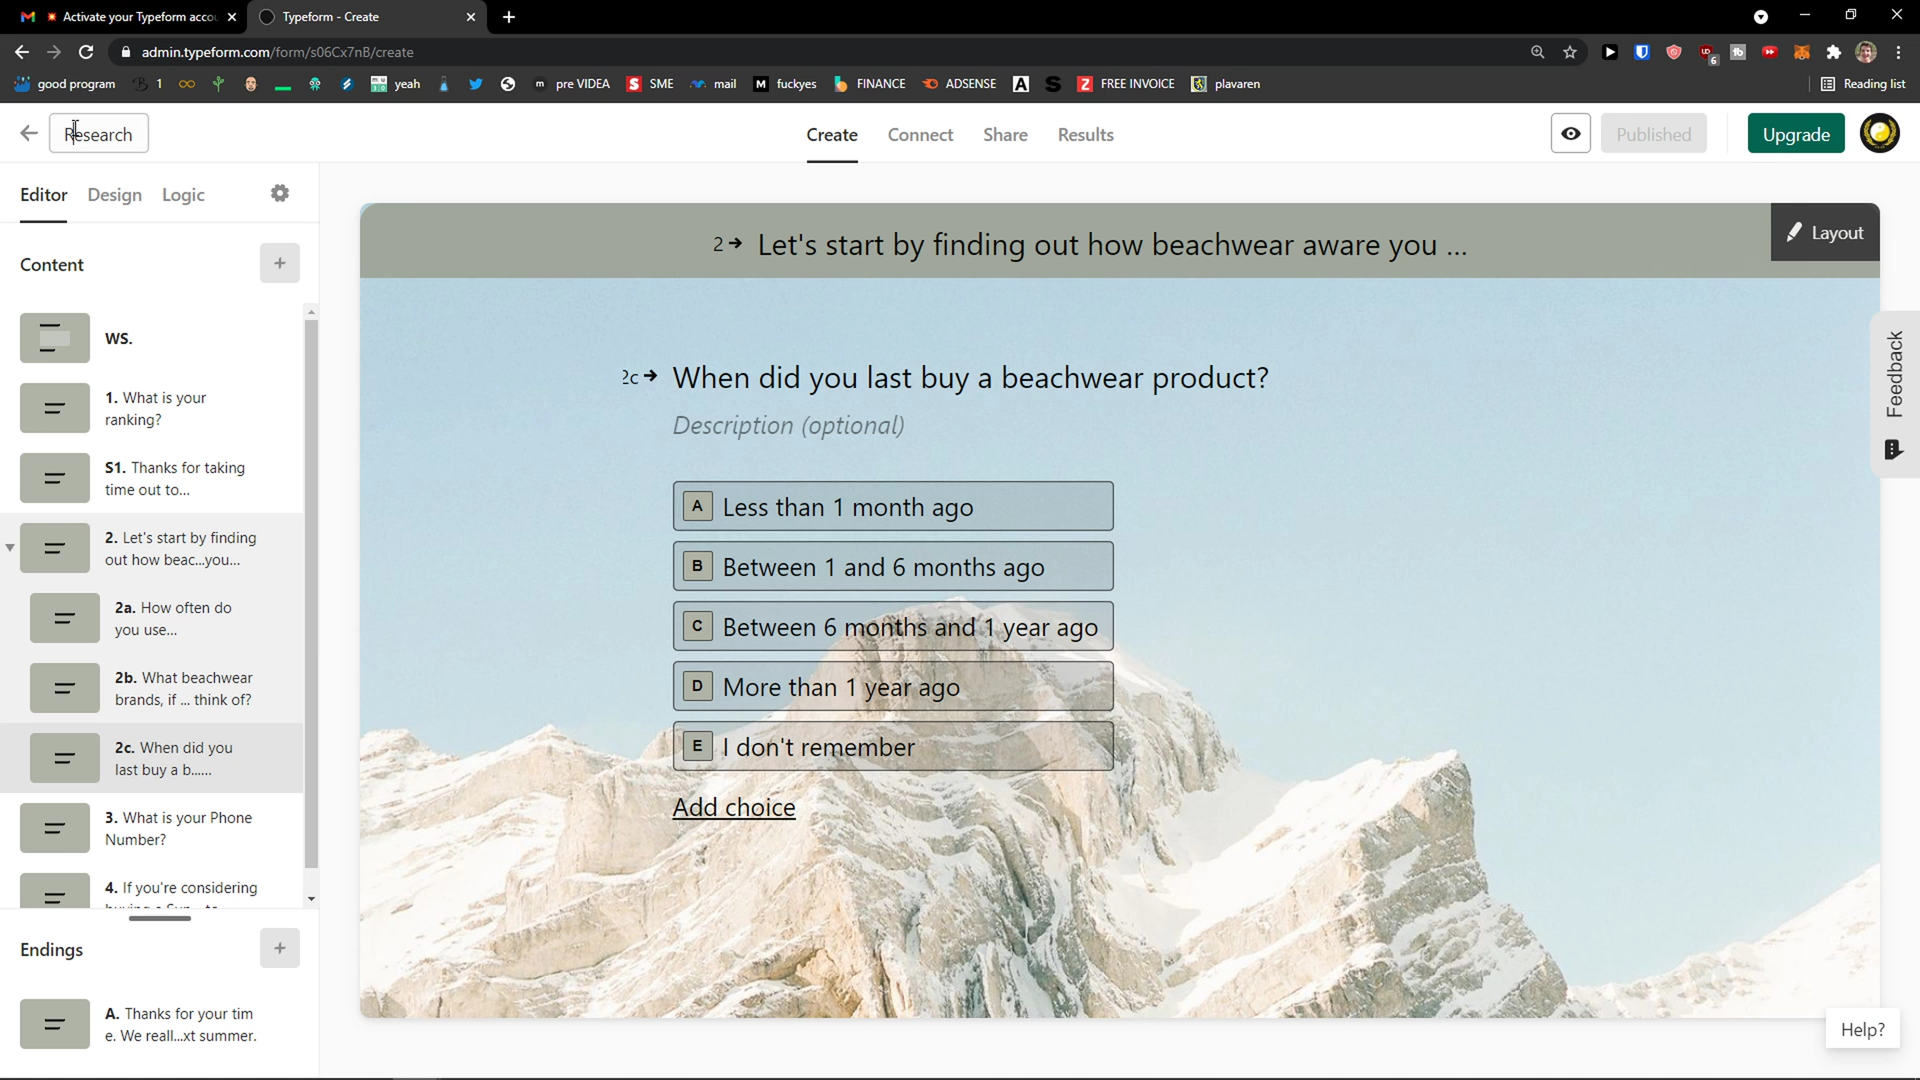 Activate your Typeform accou
Typeform - Create
admin.typeform.com/form/s06Cx7nB/create
6
good program
1
yeah
pre VIDEA
SME
mail
fuckyes
FINANCE
ADSENSE
FREE INVOICE
plavaren
Reading list
Research
Create
Connect
Share
Results
Published
Upgrade
Editor
Design
Logic
Content
+
WS.
1. What is your
ranking?
S1. Thanks for taking
time out to...
2. Let's start by finding
out how beac...you...
2a. How often do
you use...
2b. What beachwear
brands, if ... think of?
2c. When did you
last buy a b......
3. What is your Phone
Number?
4. If you're considering
Endings
+
A. Thanks for your tim
e. We reall...xt summer.
2 → Let's start by finding out how beachwear aware you ...
Layout
2c → When did you last buy a beachwear product?
Description (optional)
A Less than 1 month ago
B Between 1 and 6 months ago
C Between 6 months and 1 year ago
D More than 1 year ago
E I don't remember
Add choice
Feedback
Help?